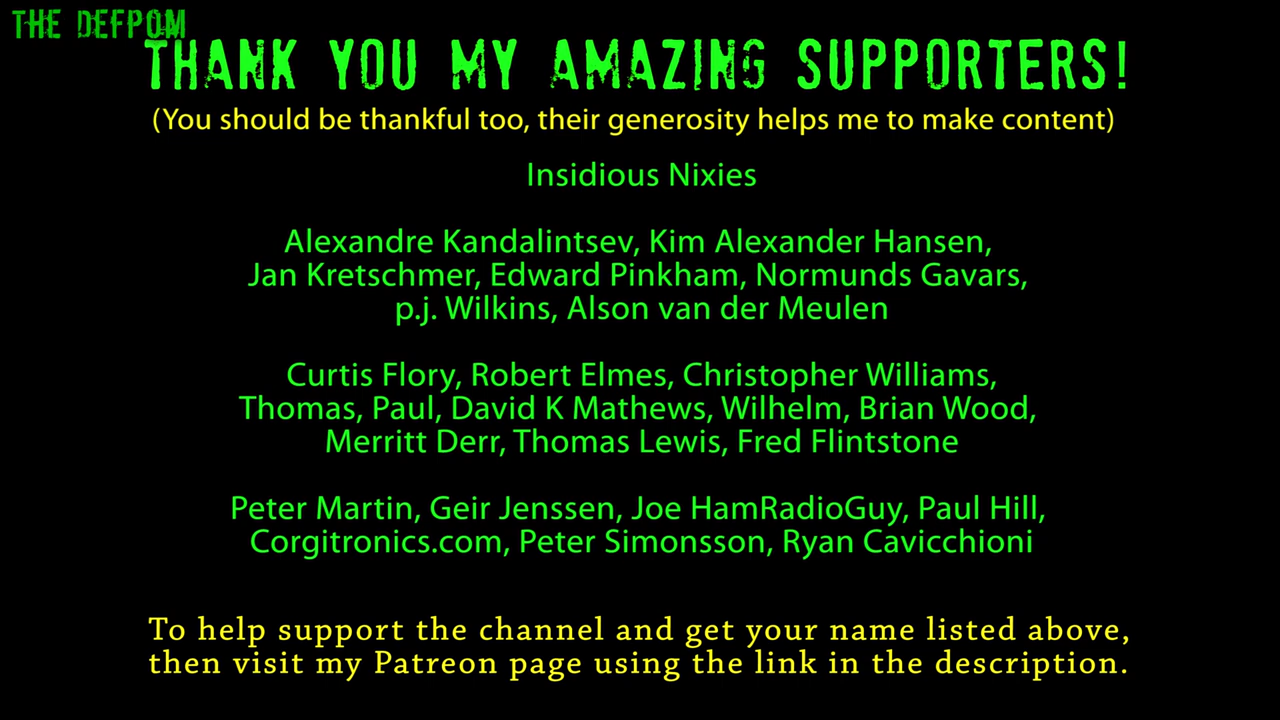 THE DEFPOM
THANK YOU MY AMAZING SUPPORTERS!
(You should be thankful too, their generosity helps me to make content)
Insidious Nixies
Alexandre Kandalintsev, Kim Alexander Hansen,
Jan Kretschmer, Edward Pinkham, Normunds Gavars,
p.j. Wilkins, Alson van der Meulen
Curtis Flory, Robert Elmes, Christopher Williams,
Thomas, Paul, David K Mathews, Wilhelm, Brian Wood,
Merritt Derr, Thomas Lewis, Fred Flintstone
Peter Martin, Geir Jenssen, Joe HamRadioGuy, Paul Hill,
Corgitronics.com, Peter Simonsson, Ryan Cavicchioni
To help support the channel and get your name listed above,
then visit my Patreon page using the link in the description.